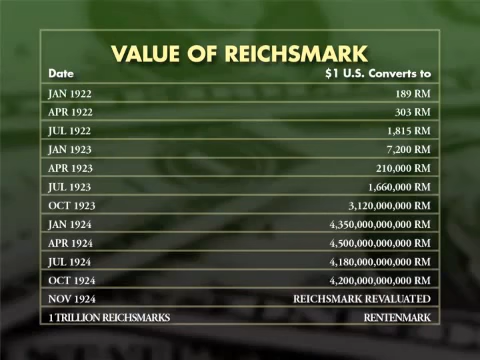 VALUE OF REICHSMARK
Date $1 U.S. Converts to
JAN 1922 189 RM
APR 1922 303 RM
JUL 1922 1,815 RM
JAN 1923 7,200 RM
APR 1923 210,000 RM
JUL 1923 1,660,000 RM
OCT 1923 3,120,000,000 RM
JAN 1924 4,350,000,000,000 RM
APR 1924 4,500,000,000,000 RM
JUL 1924 4,180,000,000,000 RM
OCT 1924 4,200,000,000,000 RM
NOV 1924 REICHSMARK REVALUATED
1 TRILLION REICHSMARKS RENTENMARK